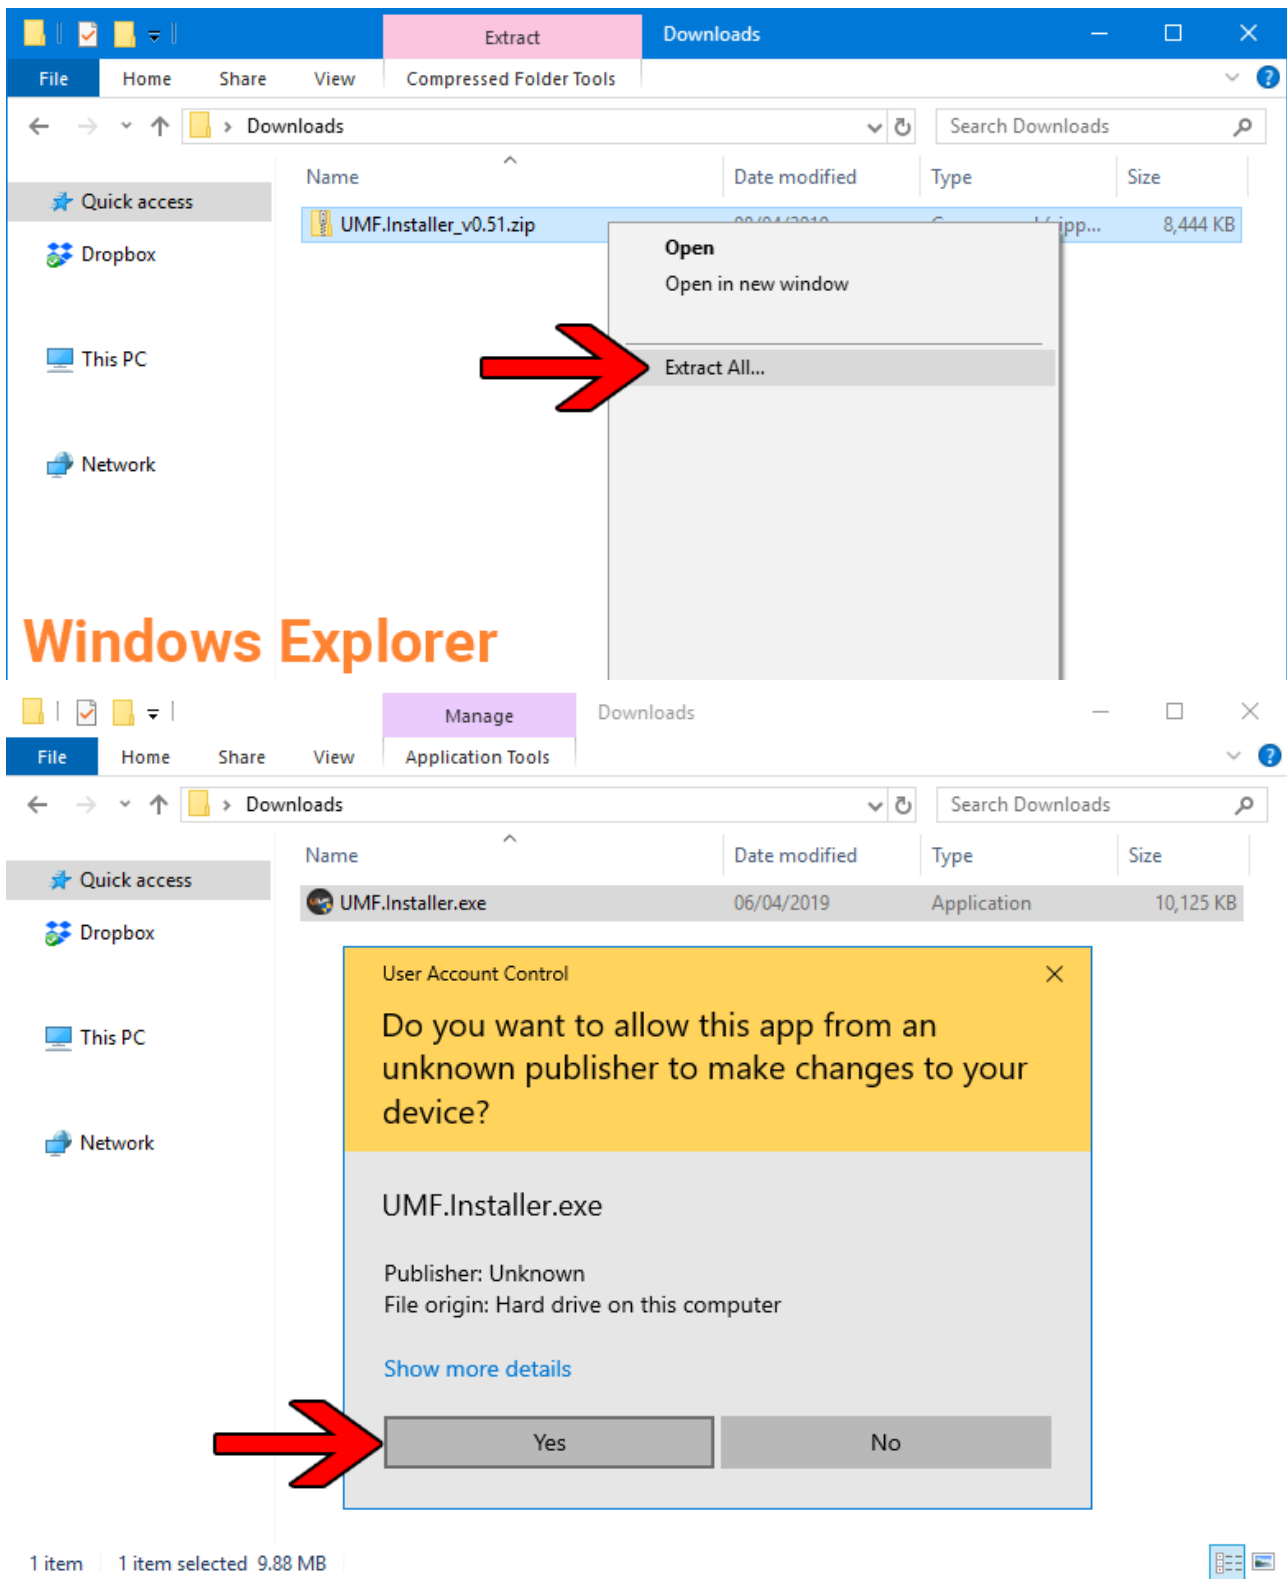 Extract Downloads
File Home Share View Compressed Folder Tools
Downloads Search Downloads
Name Date modified Type Size
Quick access
UMF.Installer_v0.51.zip 8,444 KB
Open
Dropbox
Open in new window
This PC
Extract All...
Network
Windows Explorer
Manage Downloads
File Home Share View Application Tools
Downloads Search Downloads
Name Date modified Type Size
Quick access
UMF.Installer.exe 06/04/2019 Application 10,125 KB
Dropbox
User Account Control
Do you want to allow this app from an
unknown publisher to make changes to your
device?
This PC
Network
UMF.Installer.exe
Publisher: Unknown
File origin: Hard drive on this computer
Show more details
Yes No
1 item 1 item selected 9.88 MB